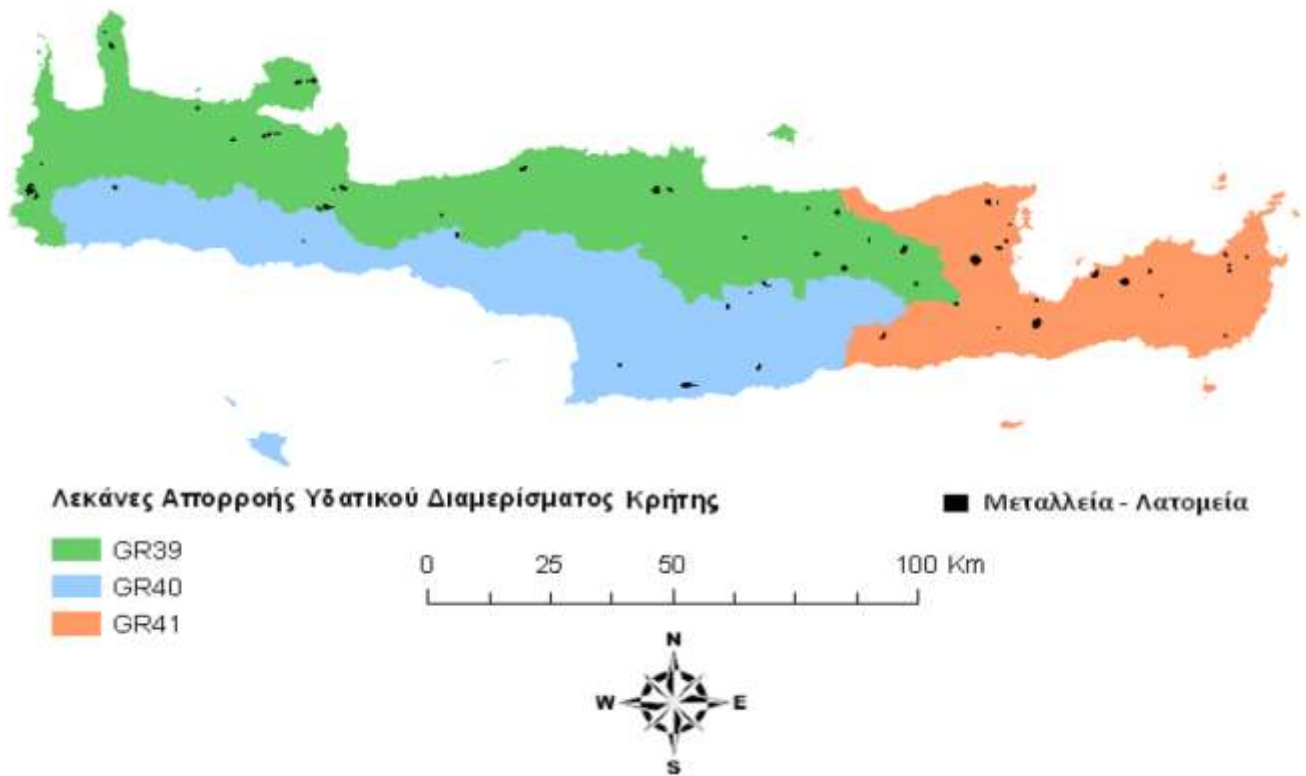 Λεκάνες Απορροής Υδατικού Διαμερίσματος Κρήτης
GR39
GR40
GR41
0 25 50 100 Km
Μεταλλεία - Λατομεία
N
W E
S